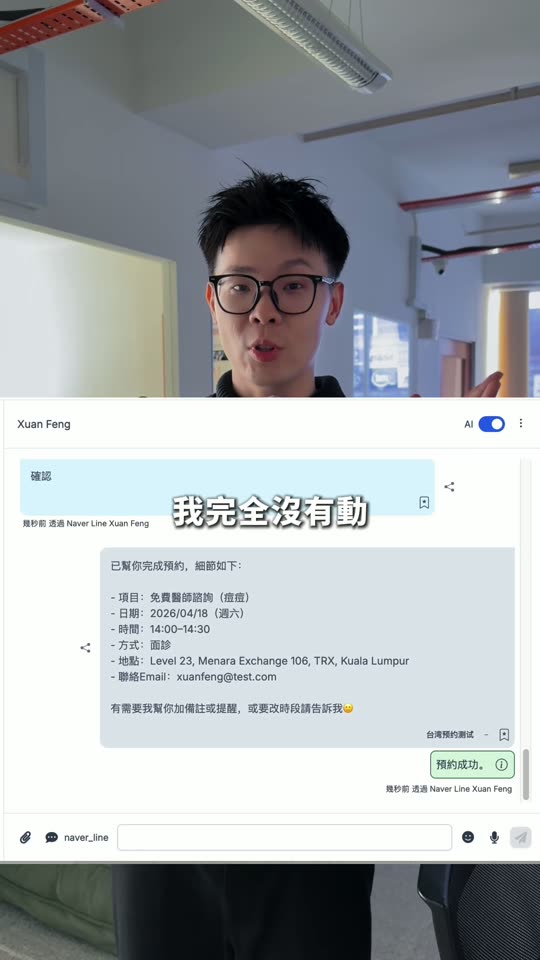 Xuan Feng
AI
確認
我完全沒有動
幾秒前 透過 Naver Line Xuan Feng
已幫你完成預約，細節如下：
- 項目：免費醫師諮詢（痘痘）
- 日期：2026/04/18（週六）
- 時間：14:00–14:30
- 方式：面診
- 地點：Level 23, Menara Exchange 106, TRX, Kuala Lumpur
- 聯絡Email：xuanfeng@test.com
有需要我幫你加備註或提醒，或要改時段請告訴我🙂
台湾预约测试 -
預約成功。
幾秒前 透過 Naver Line Xuan Feng
naver_line